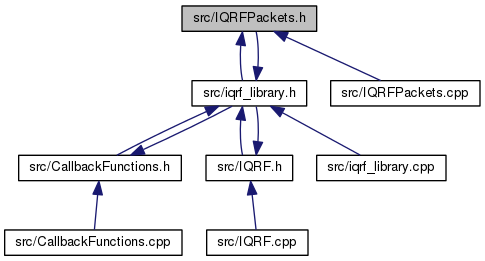 src/IQRFPackets.h
src/iqrf_library.h
src/IQRFPackets.cpp
src/CallbackFunctions.h
src/IQRF.h
src/iqrf_library.cpp
src/CallbackFunctions.cpp
src/IQRF.cpp